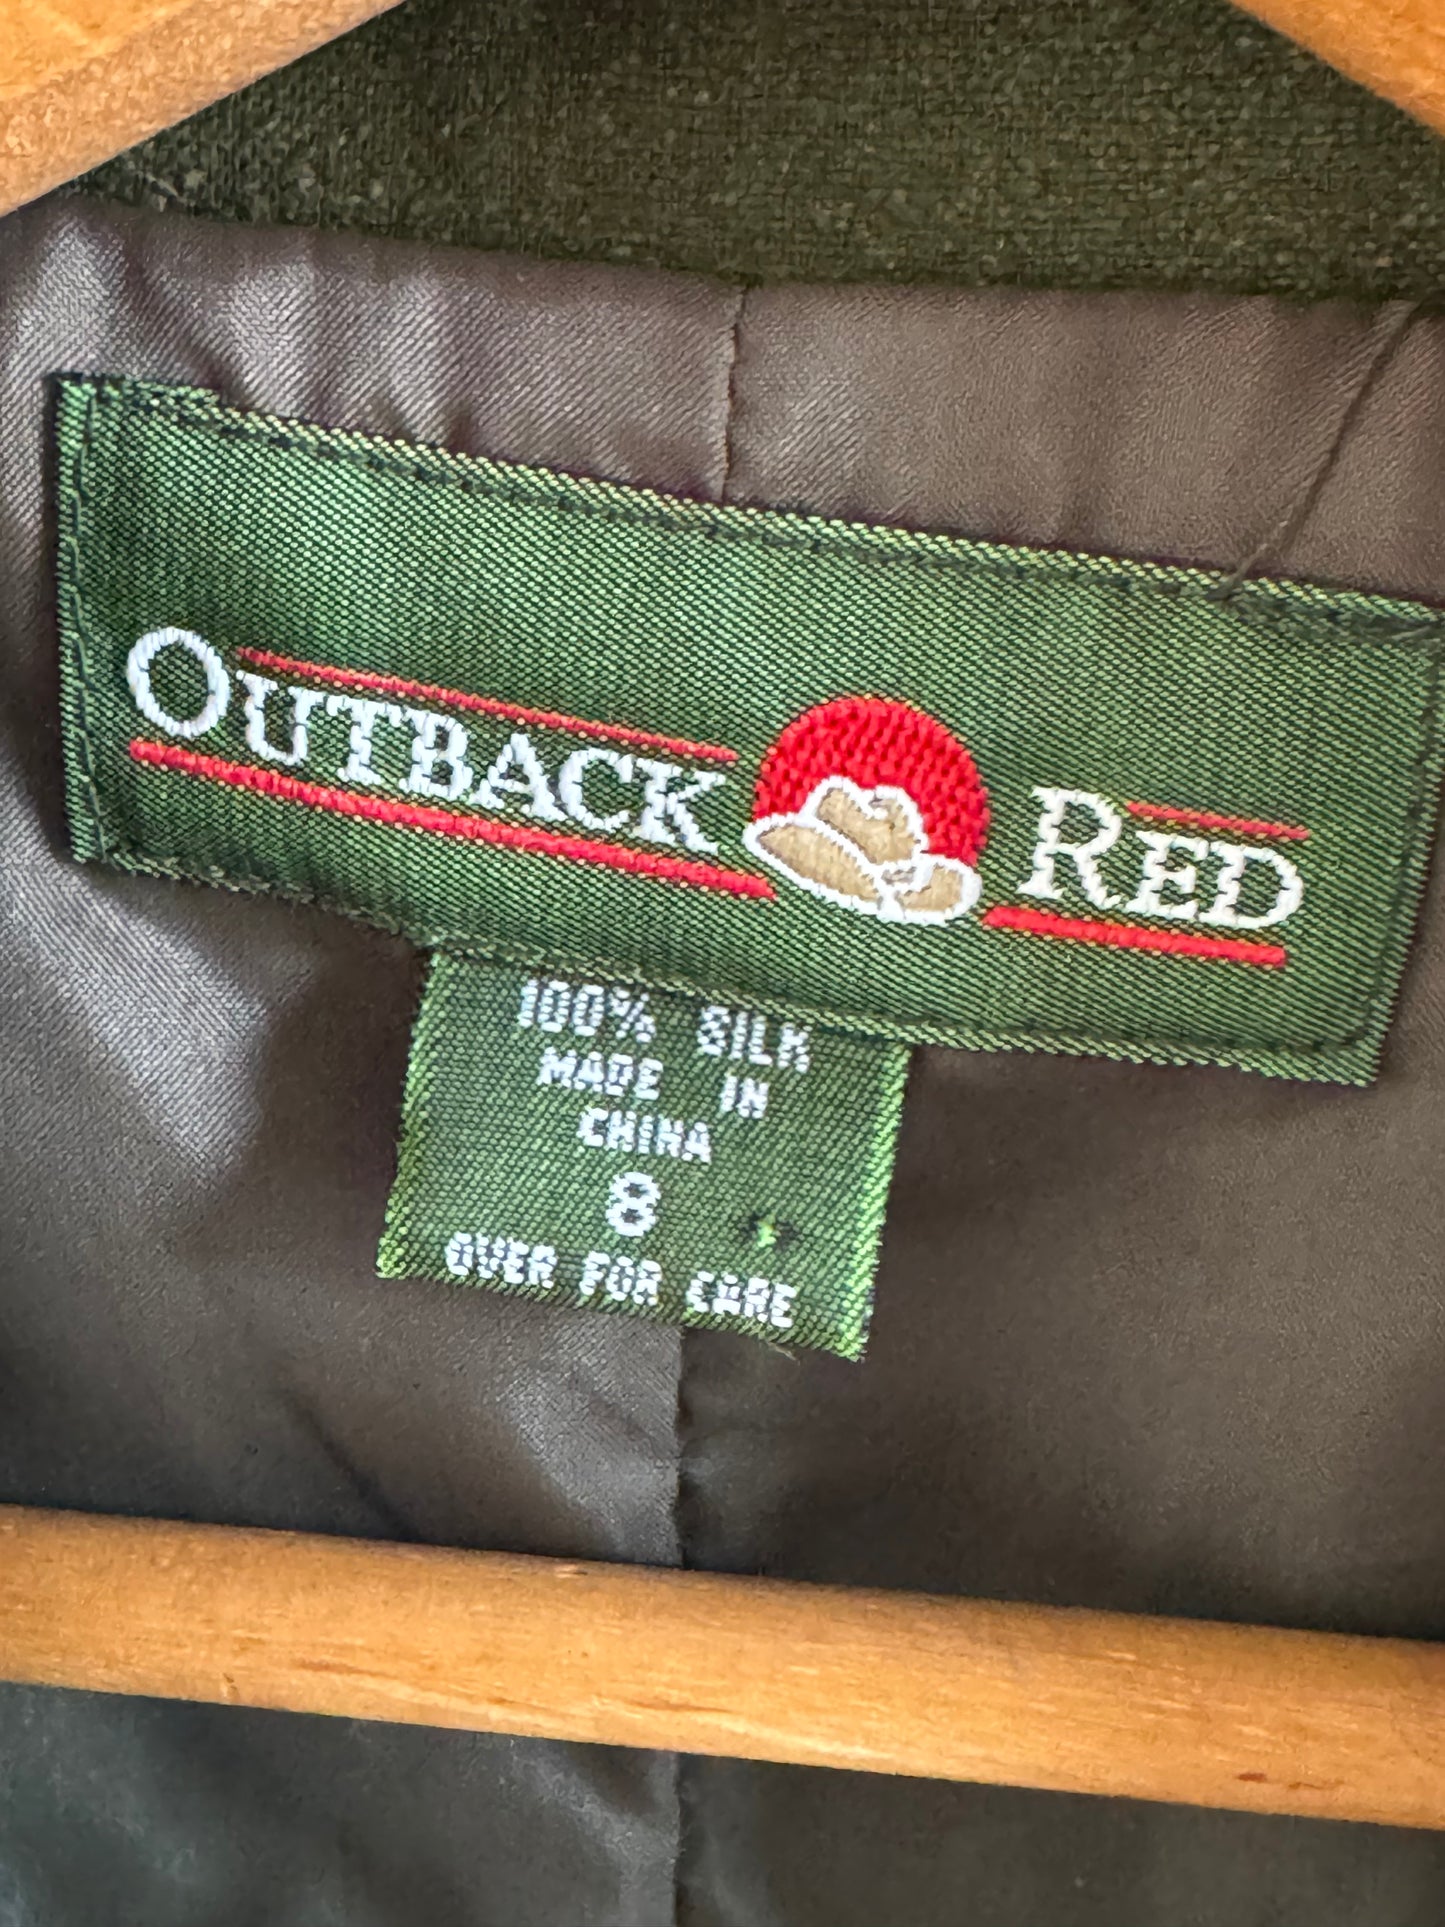 OUTBACK RED
100% SILK
MADE IN
CHINA
8
OVER FOR CARE